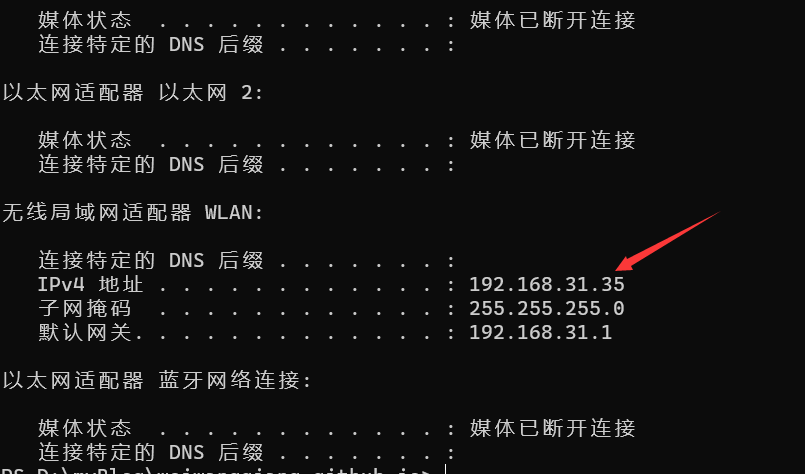 媒体状态 . . . . . . . . . . . . : 媒体已断开连接
连接特定的 DNS 后缀 . . . . . . . :
以太网适配器 以太网 2:
媒体状态 . . . . . . . . . . . . : 媒体已断开连接
连接特定的 DNS 后缀 . . . . . . . :
无线局域网适配器 WLAN:
连接特定的 DNS 后缀 . . . . . . . :
IPv4 地址 . . . . . . . . . . . . : 192.168.31.35
子网掩码 . . . . . . . . . . . . : 255.255.255.0
默认网关. . . . . . . . . . . . . : 192.168.31.1
以太网适配器 蓝牙网络连接:
媒体状态 . . . . . . . . . . . . : 媒体已断开连接
连接特定的 DNS 后缀 . . . . . . . :
PS D:\myBlog\